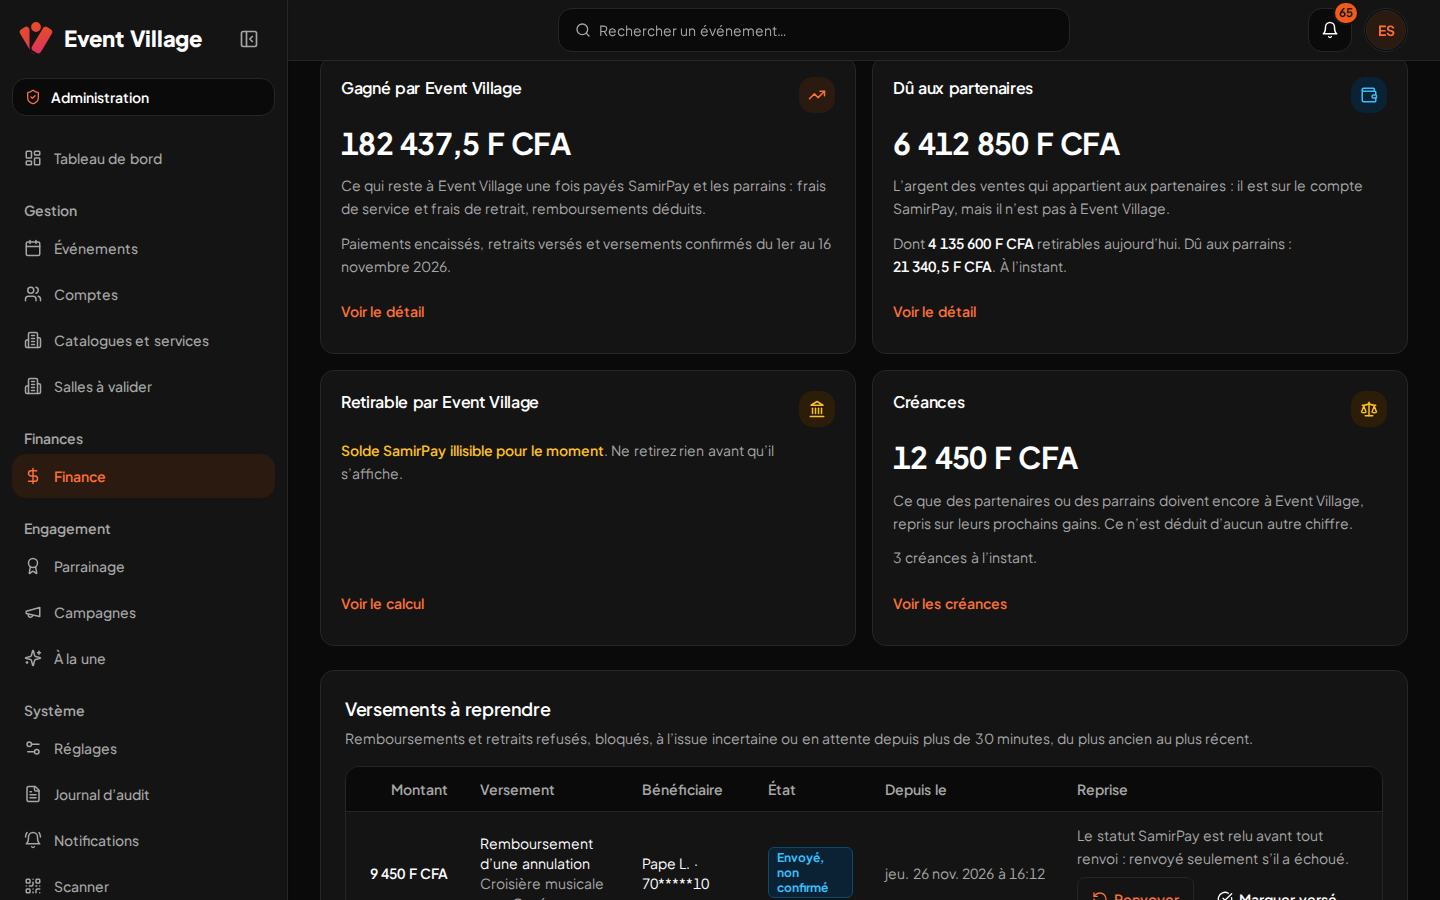 Event Village
Administration
Tableau de bord
Gestion
Événements
Comptes
Catalogues et services
Salles à valider
Finances
Finance
Engagement
Parrainage
Campagnes
À la une
Système
Réglages
Journal d’audit
Notifications
Scanner
Rechercher un événement...
65
ES
Gagné par Event Village
182 437,5 F CFA
Ce qui reste à Event Village une fois payés SamirPay et les parrains : frais
de service et frais de retrait, remboursements déduits.
Paiements encaissés, retraits versés et versements confirmés du 1er au 16
novembre 2026.
Voir le détail
Dû aux partenaires
6 412 850 F CFA
L’argent des ventes qui appartient aux partenaires : il est sur le compte
SamirPay, mais il n’est pas à Event Village.
Dont 4 135 600 F CFA retirables aujourd’hui. Dû aux parrains :
21 340,5 F CFA. À l’instant.
Voir le détail
Retirable par Event Village
Solde SamirPay illisible pour le moment. Ne retirez rien avant qu’il
s’affiche.
Voir le calcul
Créances
12 450 F CFA
Ce que des partenaires ou des parrains doivent encore à Event Village,
repris sur leurs prochains gains. Ce n’est déduit d’aucun autre chiffre.
3 créances à l’instant.
Voir les créances
Versements à reprendre
Remboursements et retraits refusés, bloqués, à l’issue incertaine ou en attente depuis plus de 30 minutes, du plus ancien au plus récent.
Montant Versement Bénéficiaire État Depuis le Reprise
9 450 F CFA
Remboursement
d’une annulation
Croisière musicale
Pape L. ·
70*****10
Envoyé,
non
confirmé
jeu. 26 nov. 2026 à 16:12
Le statut SamirPay est relu avant tout
renvoi : renvoyé seulement s’il a échoué.
Renvoyer
Marquer versé